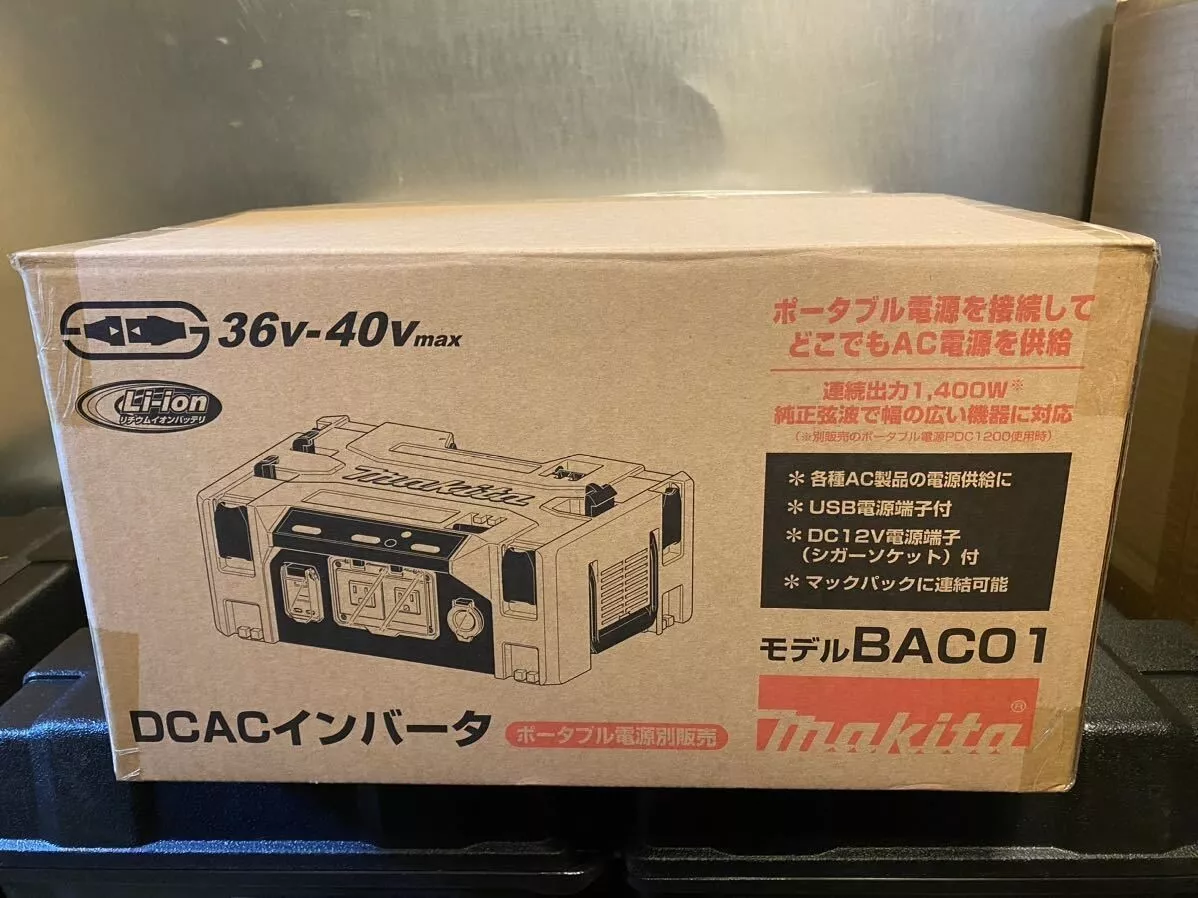 36V-40Vmax
Li-ion
リチウムイオンバッテリ
ポータブル電源を接続して
どこでもAC電源を供給
連続出力1,400W※
純正弦波で幅の広い機器に対応
(※別販売のポータブル電源PDC1200使用時)
makita
＊各種AC製品の電源供給に
＊USB電源端子付
＊DC12V電源端子
(シガーソケット)付
＊マックパックに連結可能
モデルBAC01
makita®
DCACインバータ
ポータブル電源別販売